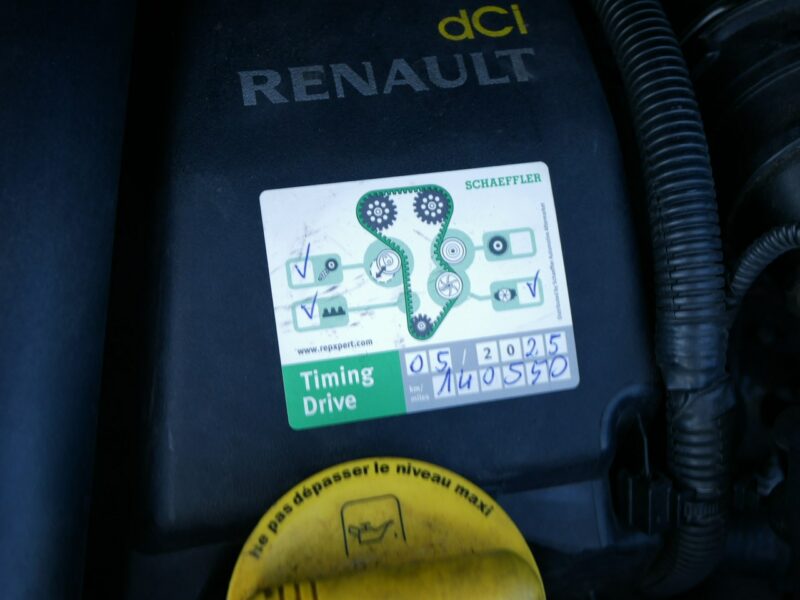 dCi
RENAULT
SCHAEFFLER
www.repxpert.com
Timing
Drive
05/2025
km/
miles
140550
Ne pas dépasser le niveau maxi